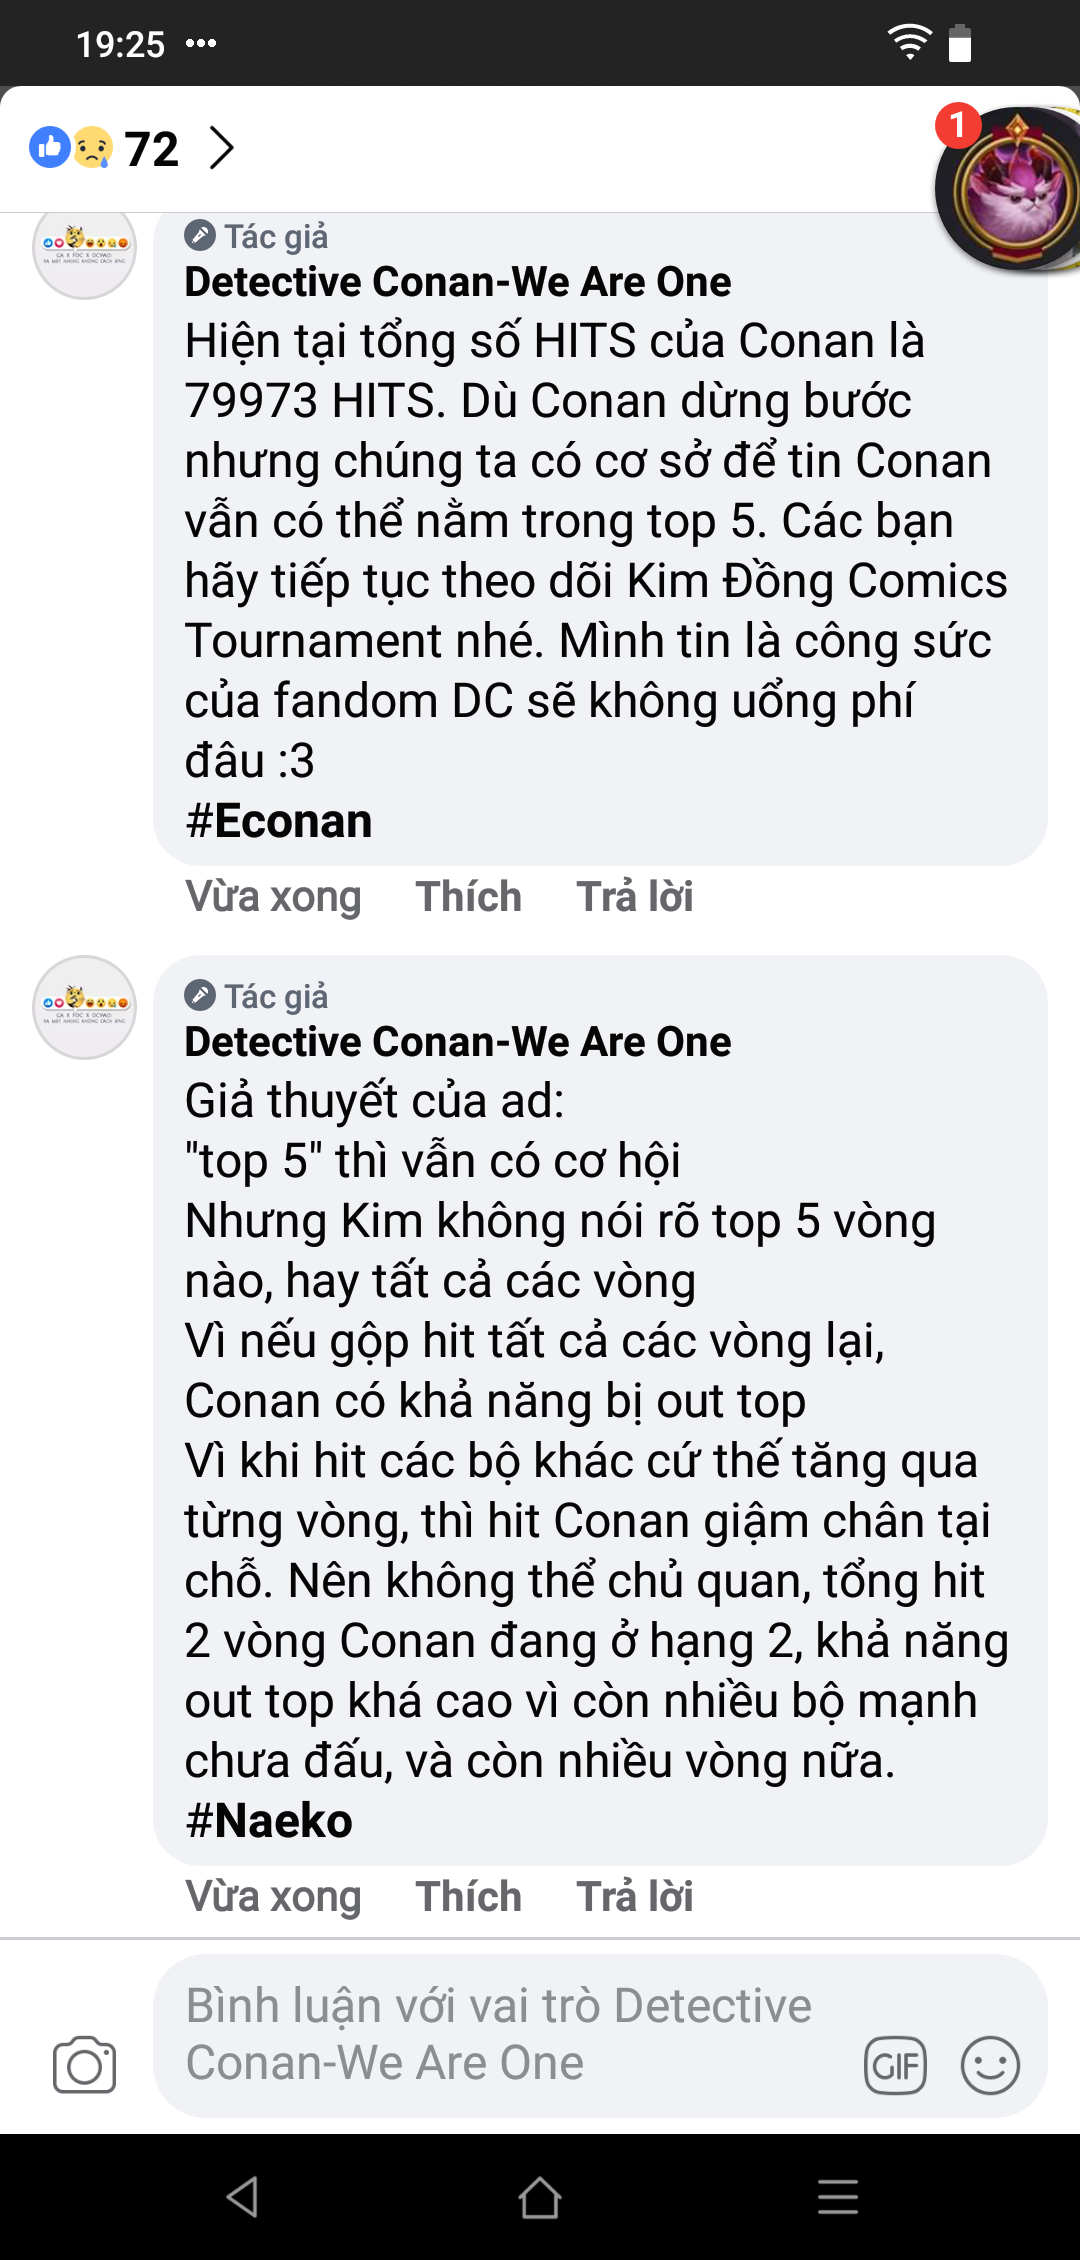 19:25
72
1
Tác giả
Detective Conan-We Are One
Hiện tại tổng số HITS của Conan là
79973 HITS. Dù Conan dừng bước
nhưng chúng ta có cơ sở để tin Conan
vẫn có thể nằm trong top 5. Các bạn
hãy tiếp tục theo dõi Kim Đồng Comics
Tournament nhé. Mình tin là công sức
của fandom DC sẽ không uổng phí
đâu :3
#Econan
Vừa xong Thích Trả lời
Tác giả
Detective Conan-We Are One
Giả thuyết của ad:
"top 5" thì vẫn có cơ hội
Nhưng Kim không nói rõ top 5 vòng
nào, hay tất cả các vòng
Vì nếu gộp hit tất cả các vòng lại,
Conan có khả năng bị out top
Vì khi hit các bộ khác cứ thế tăng qua
từng vòng, thì hit Conan giậm chân tại
chỗ. Nên không thể chủ quan, tổng hit
2 vòng Conan đang ở hạng 2, khả năng
out top khá cao vì còn nhiều bộ mạnh
chưa đấu, và còn nhiều vòng nữa.
#Naeko
Vừa xong Thích Trả lời
Bình luận với vai trò Detective
Conan-We Are One
GIF